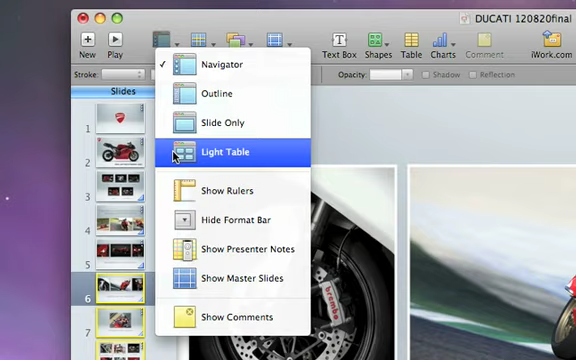 DUCATI 120820final
New
Play
Text Box
Shapes
Table
Charts
Comment
iWork.com
Stroke:
Opacity:
Shadow
Reflection
Slides
1
2
3
4
5
6
7
Navigator
Outline
Slide Only
Light Table
Show Rulers
Hide Format Bar
Show Presenter Notes
Show Master Slides
Show Comments
brembo